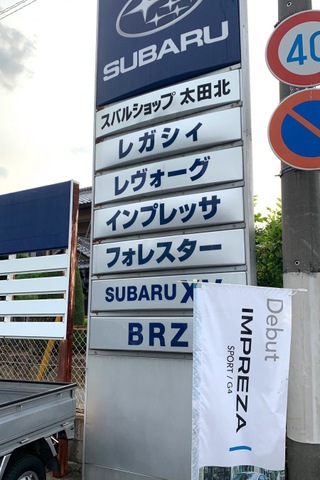 SUBARU
スバルショップ 太田北
レガシィ
レヴォーグ
インプレッサ
フォレスター
SUBARU XV
BRZ
40
Debut
IMPREZA
SPORT / G4